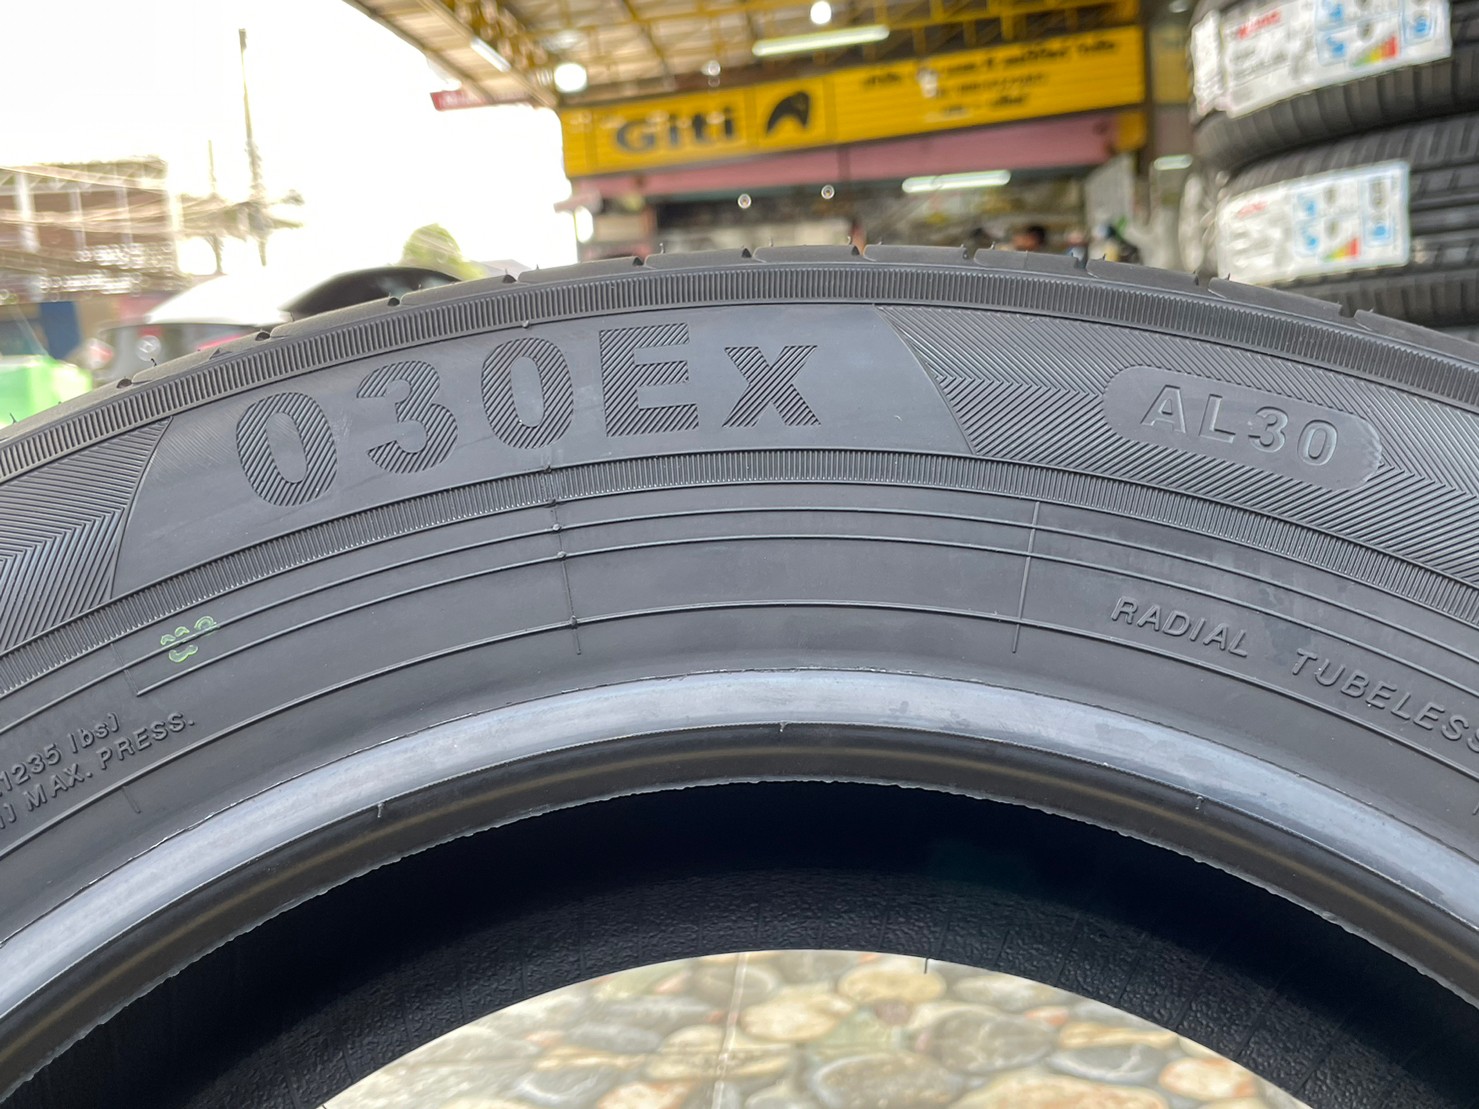 Giti
030EX
AL30
RADIAL TUBELESS
1235 lbs)
MAX. PRESS.